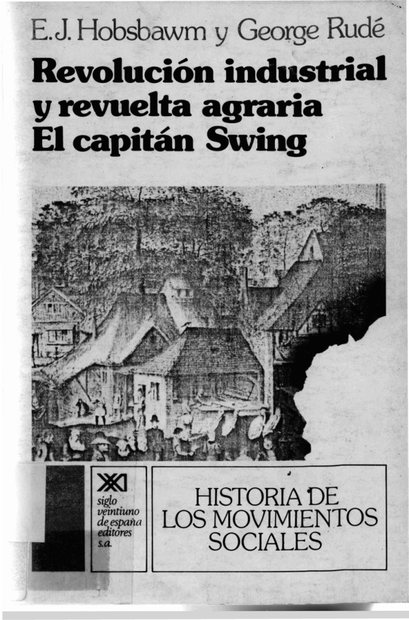 E.J. Hobsbawm y George Rudé
Revolución industrial
y revuelta agraria
El capitán Swing
siglo
veintiuno
de españa
editores
s.a.
HISTORIA DE
LOS MOVIMIENTOS
SOCIALES